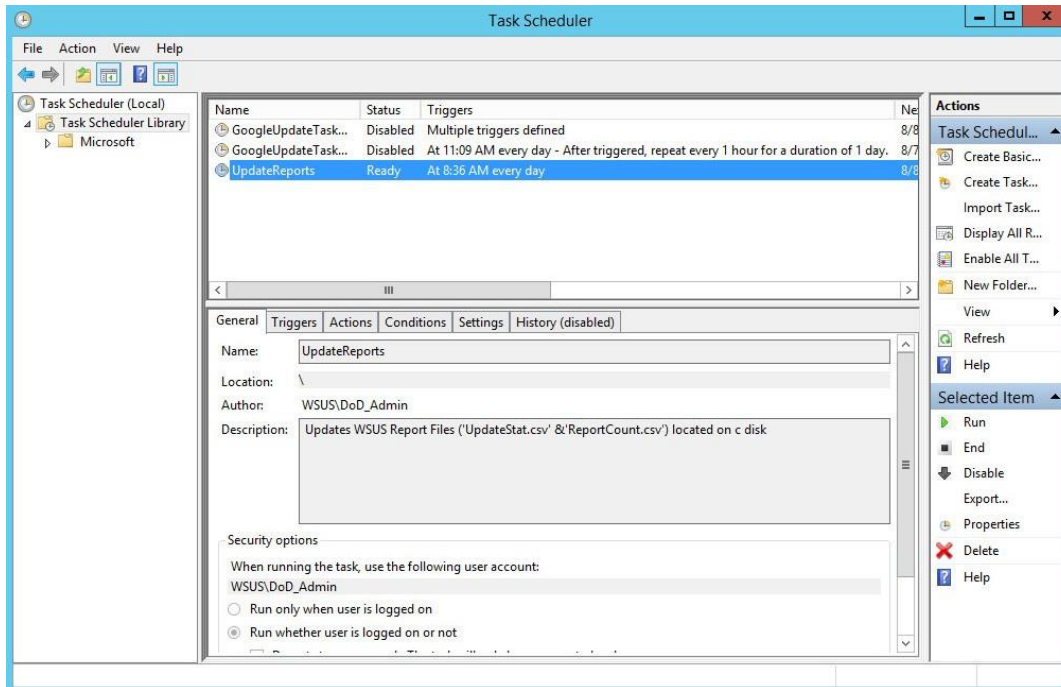 Task Scheduler
File Action View Help
Task Scheduler (Local)
Task Scheduler Library
Microsoft
Name Status Triggers Ne
GoogleUpdateTask... Disabled Multiple triggers defined 8/8
GoogleUpdateTask... Disabled At 11:09 AM every day - After triggered, repeat every 1 hour for a duration of 1 day. 8/7
UpdateReports Ready At 8:36 AM every day 8/8
General Triggers Actions Conditions Settings History (disabled)
Name: UpdateReports
Location: \
Author: WSUS\DoD_Admin
Description: Updates WSUS Report Files ('UpdateStat.csv' &'ReportCount.csv') located on c disk
Security options
When running the task, use the following user account:
WSUS\DoD_Admin
Run only when user is logged on
Run whether user is logged on or not
Actions
Task Schedul...
Create Basic...
Create Task...
Import Task...
Display All R...
Enable All T...
New Folder...
View
Refresh
Help
Selected Item
Run
End
Disable
Export...
Properties
Delete
Help